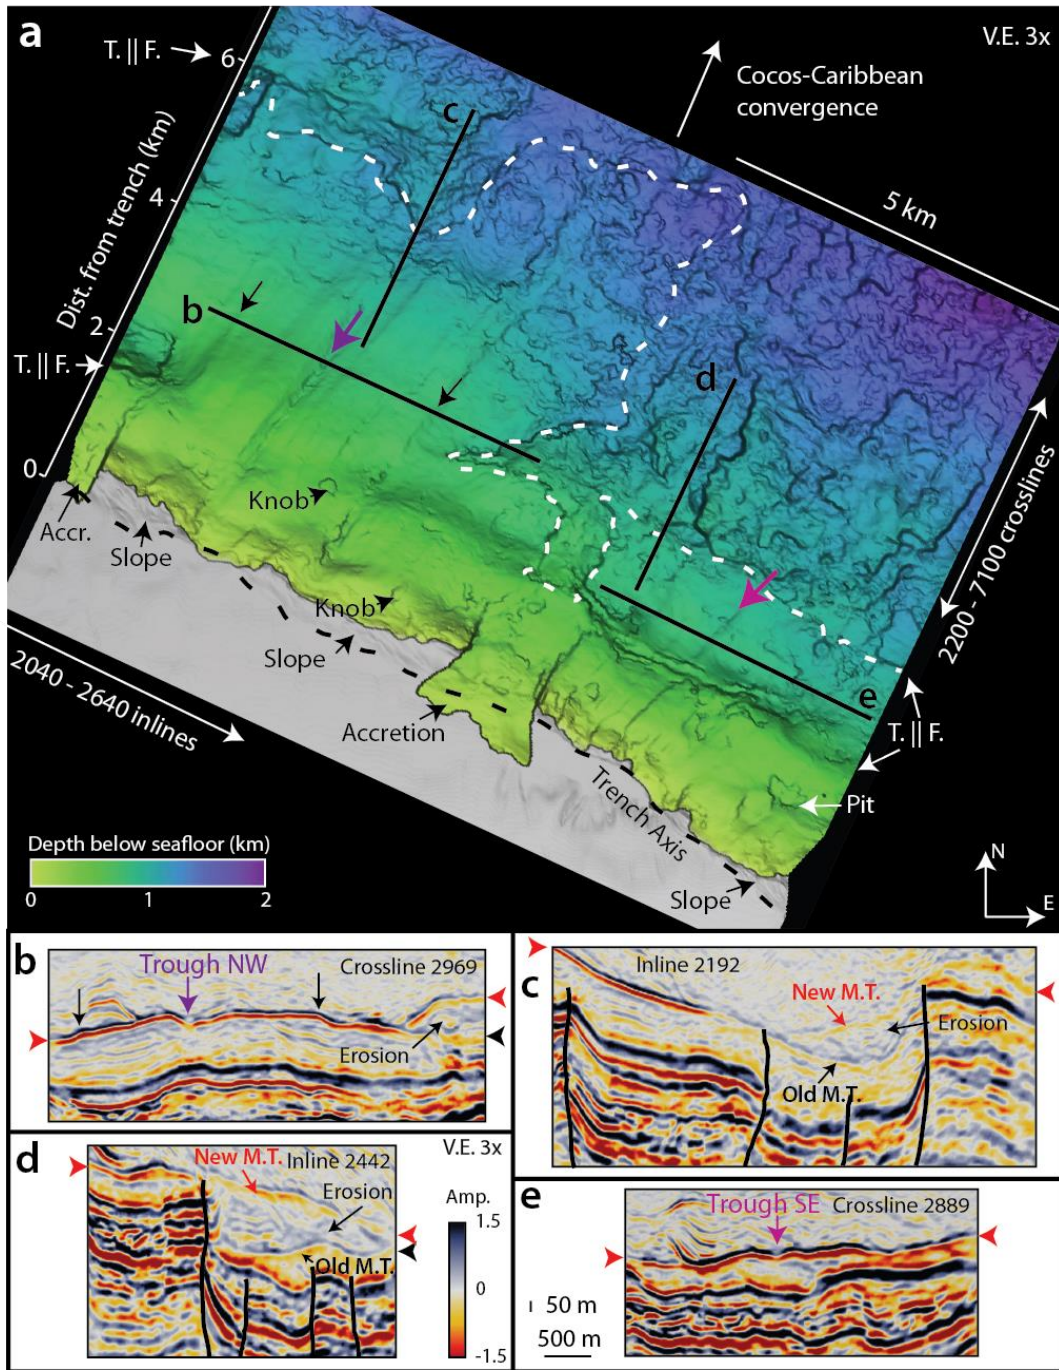 a
T. || F.
V.E. 3x
Cocos-Caribbean
convergence
6
c
5 km
4
Dist. from trench (km)
b
2
T. || F.
d
0
Knob
Accr.
Slope
Knob
Slope
2200 - 7100 crosslines
2040 - 2640 inlines
e
Accretion
T. || F.
Trench Axis
Pit
Depth below seafloor (km)
0 1 2
Slope
N
E
b
Trough NW
Crossline 2969
Erosion
c
Inline 2192
New M.T.
Erosion
Old M.T.
d
New M.T.
Inline 2442
Erosion
Old M.T.
V.E. 3x
Amp.
1.5
0
-1.5
e
Trough SE
Crossline 2889
50 m
500 m